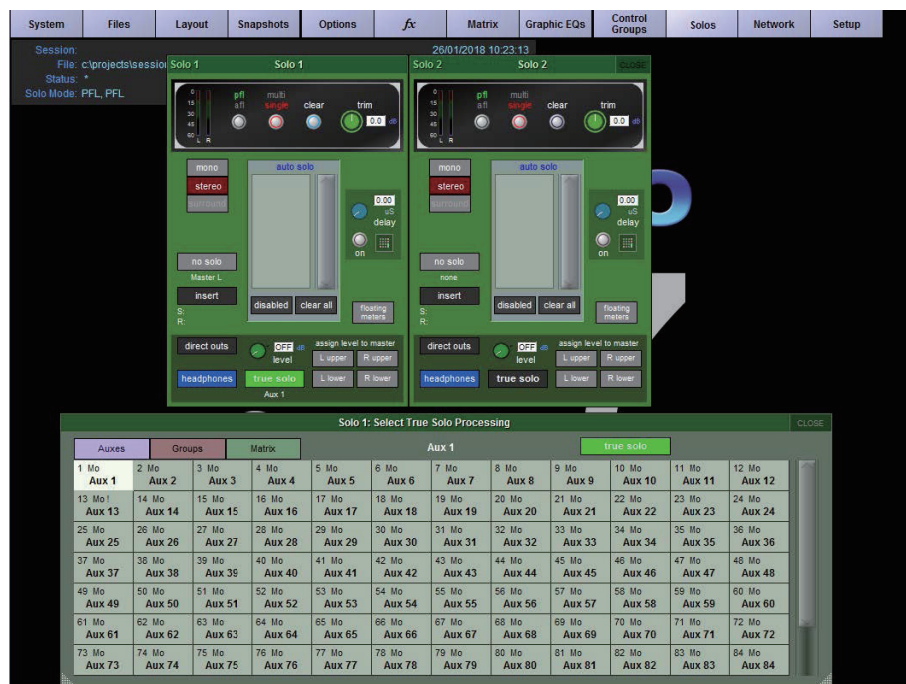 System Files Layout Snapshots Options fx Matrix Graphic EQs Control Groups Solos Network Setup
Session: 26/01/2018 10:23:13
File: c:\projects\sessio
Status: *
Solo Mode: PFL, PFL
Solo 1 Solo 1
0 15 30 45 60 L R
pfl afl
multi single
clear
trim
0.0 dB
mono
stereo
surround
auto solo
0.00
uS
delay
on
no solo
Master L
insert
S:
R:
disabled clear all
floating meters
direct outs
OFF dB
level
assign level to master
L upper R upper
headphones true solo L lower R lower
Aux 1
Solo 2 Solo 2 CLOSE
0 15 30 45 60 L R
pfl afl
multi single
clear
trim
0.0 dB
mono
stereo
surround
auto solo
0.00
uS
delay
on
no solo
none
insert
S:
R:
disabled clear all
floating meters
direct outs
OFF dB
level
assign level to master
L upper R upper
headphones true solo L lower R lower
Solo 1: Select True Solo Processing CLOSE
Auxes Groups Matrix Aux 1 true solo
1 Mo 2 Mo 3 Mo 4 Mo 5 Mo 6 Mo 7 Mo 8 Mo 9 Mo 10 Mo 11 Mo 12 Mo
Aux 1 Aux 2 Aux 3 Aux 4 Aux 5 Aux 6 Aux 7 Aux 8 Aux 9 Aux 10 Aux 11 Aux 12
13 Mo! 14 Mo 15 Mo 16 Mo 17 Mo 18 Mo 19 Mo 20 Mo 21 Mo 22 Mo 23 Mo 24 Mo
Aux 13 Aux 14 Aux 15 Aux 16 Aux 17 Aux 18 Aux 19 Aux 20 Aux 21 Aux 22 Aux 23 Aux 24
25 Mo 26 Mo 27 Mo 28 Mo 29 Mo 30 Mo 31 Mo 32 Mo 33 Mo 34 Mo 35 Mo 36 Mo
Aux 25 Aux 26 Aux 27 Aux 28 Aux 29 Aux 30 Aux 31 Aux 32 Aux 33 Aux 34 Aux 35 Aux 36
37 Mo 38 Mo 39 Mo 40 Mo 41 Mo 42 Mo 43 Mo 44 Mo 45 Mo 46 Mo 47 Mo 48 Mo
Aux 37 Aux 38 Aux 39 Aux 40 Aux 41 Aux 42 Aux 43 Aux 44 Aux 45 Aux 46 Aux 47 Aux 48
49 Mo 50 Mo 51 Mo 52 Mo 53 Mo 54 Mo 55 Mo 56 Mo 57 Mo 58 Mo 59 Mo 60 Mo
Aux 49 Aux 50 Aux 51 Aux 52 Aux 53 Aux 54 Aux 55 Aux 56 Aux 57 Aux 58 Aux 59 Aux 60
61 Mo 62 Mo 63 Mo 64 Mo 65 Mo 66 Mo 67 Mo 68 Mo 69 Mo 70 Mo 71 Mo 72 Mo
Aux 61 Aux 62 Aux 63 Aux 64 Aux 65 Aux 66 Aux 67 Aux 68 Aux 69 Aux 70 Aux 71 Aux 72
73 Mo 74 Mo 75 Mo 76 Mo 77 Mo 78 Mo 79 Mo 80 Mo 81 Mo 82 Mo 83 Mo 84 Mo
Aux 73 Aux 74 Aux 75 Aux 76 Aux 77 Aux 78 Aux 79 Aux 80 Aux 81 Aux 82 Aux 83 Aux 84